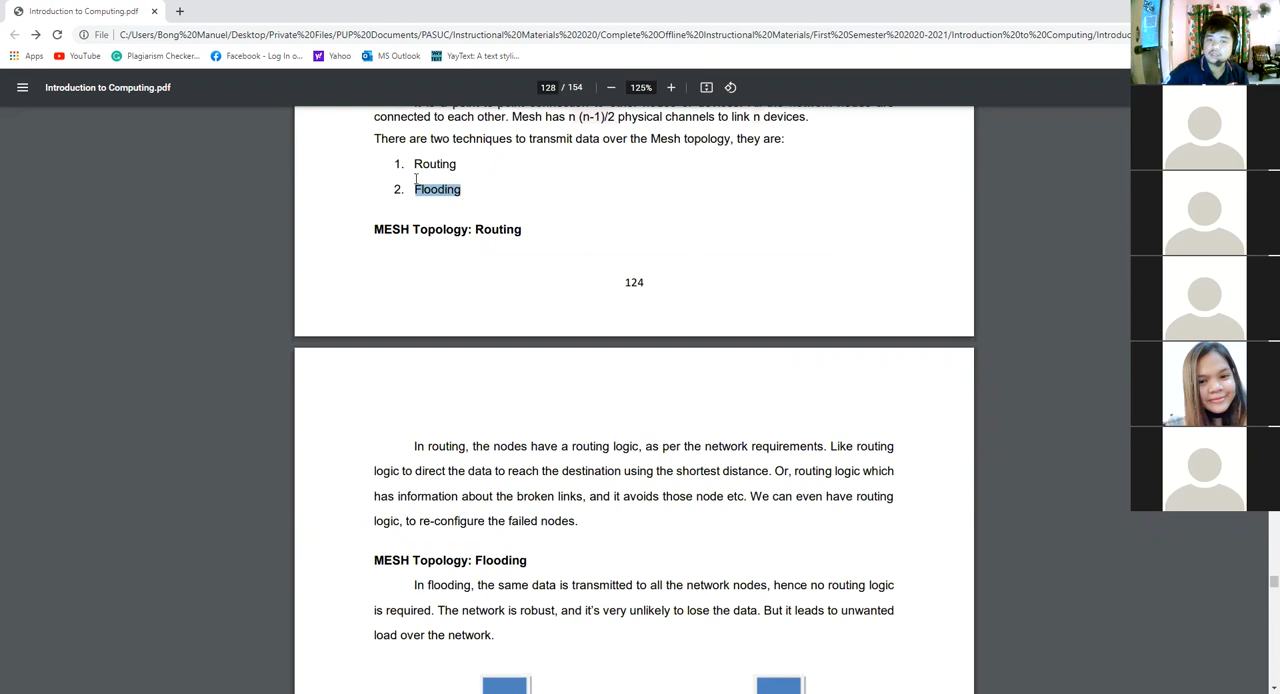 Introduction to Computing.pdf
File
C:/Users/Bong%20Manuel/Desktop/Private%20Files/PUP%20Documents/PASUC/Instructional%20Materials%202020/Complete%20Offline%20Instructional%20Materials/First%20Semester%202020-2021/Introduction%20to%20Computing/Introduc
Apps YouTube Plagiarism Checker... Facebook - Log In o... Yahoo MS Outlook YayText: A text styli...
Introduction to Computing.pdf
128 / 154
125%
connected to each other. Mesh has n (n-1)/2 physical channels to link n devices.
There are two techniques to transmit data over the Mesh topology, they are:
1. Routing
2. Flooding
MESH Topology: Routing
124
In routing, the nodes have a routing logic, as per the network requirements. Like routing
logic to direct the data to reach the destination using the shortest distance. Or, routing logic which
has information about the broken links, and it avoids those node etc. We can even have routing
logic, to re-configure the failed nodes.
MESH Topology: Flooding
In flooding, the same data is transmitted to all the network nodes, hence no routing logic
is required. The network is robust, and it's very unlikely to lose the data. But it leads to unwanted
load over the network.